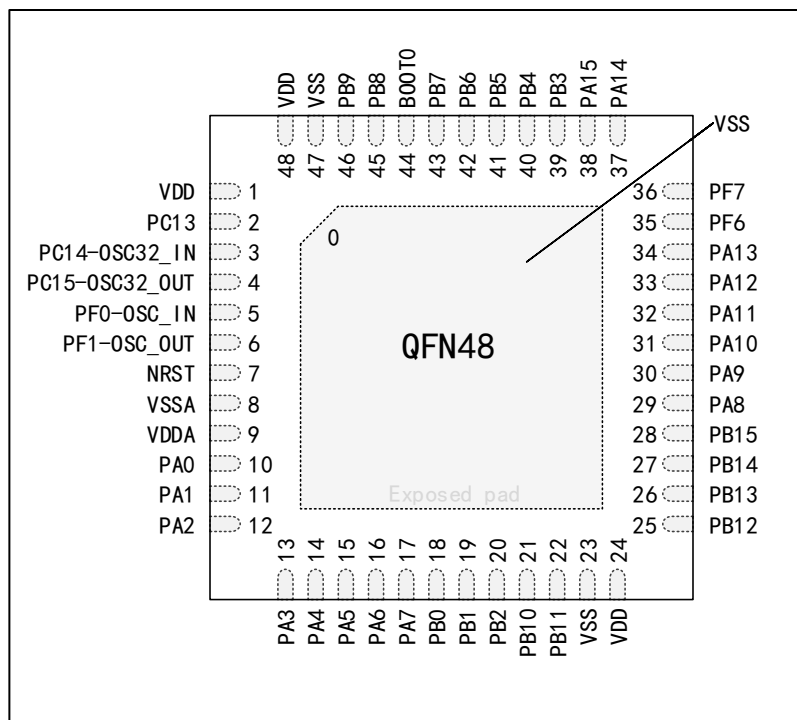 VDD
VSS
PB9
PB8
BOOT0
PB7
PB6
PB5
PB4
PB3
PA15
PA14
VSS
48
47
46
45
44
43
42
41
40
39
38
37
VDD 1
PC13 2
PC14-OSC32_IN 3
PC15-OSC32_OUT 4
PF0-OSC_IN 5
PF1-OSC_OUT 6
NRST 7
VSSA 8
VDDA 9
PA0 10
PA1 11
PA2 12
0
QFN48
Exposed pad
36 PF7
35 PF6
34 PA13
33 PA12
32 PA11
31 PA10
30 PA9
29 PA8
28 PB15
27 PB14
26 PB13
25 PB12
13
14
15
16
17
18
19
20
21
22
23
24
PA3
PA4
PA5
PA6
PA7
PB0
PB1
PB2
PB10
PB11
VSS
VDD